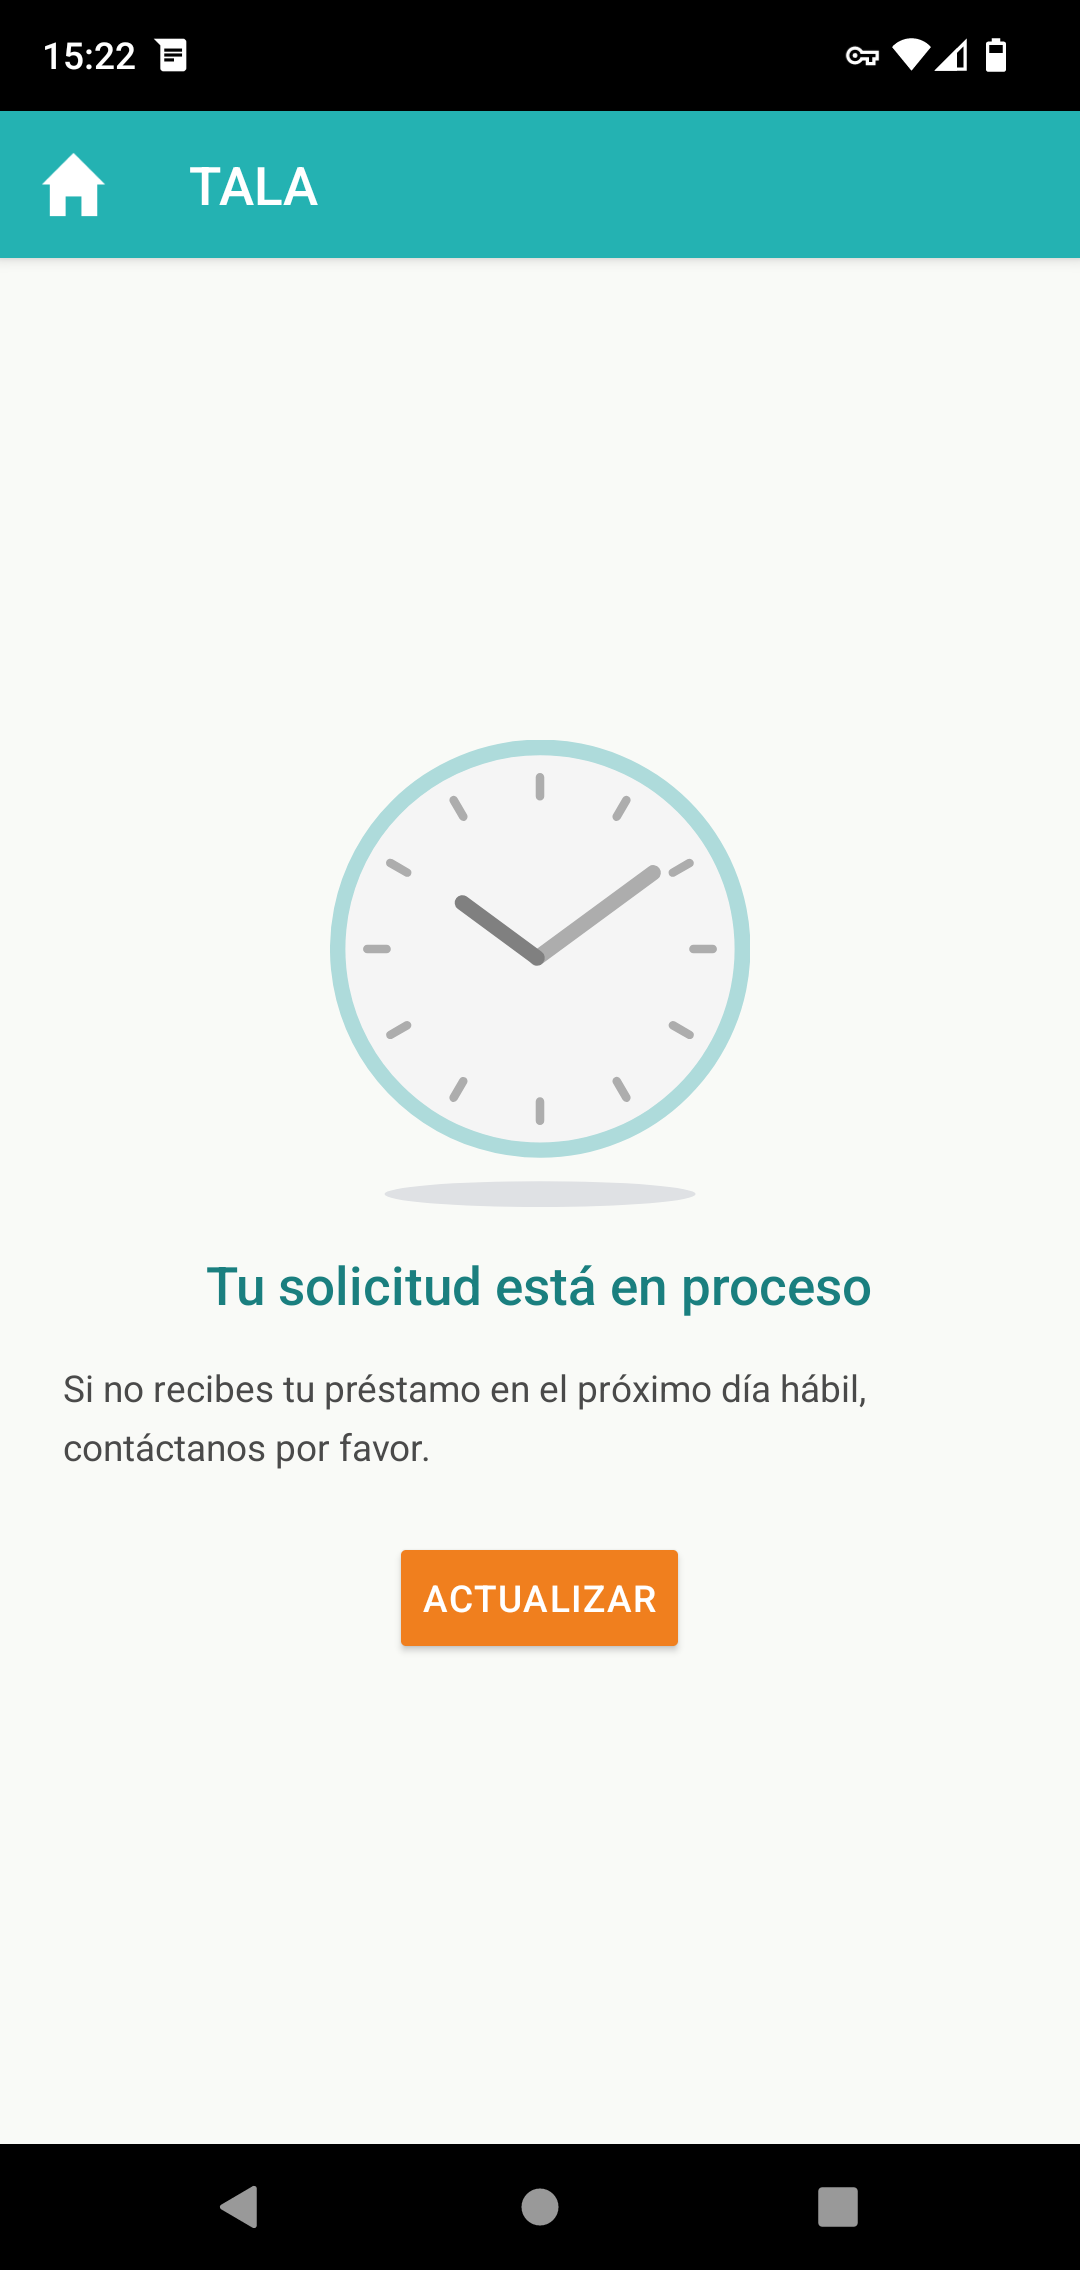 15:22
TALA
Tu solicitud está en proceso
Si no recibes tu préstamo en el próximo día hábil,
contáctanos por favor.
ACTUALIZAR